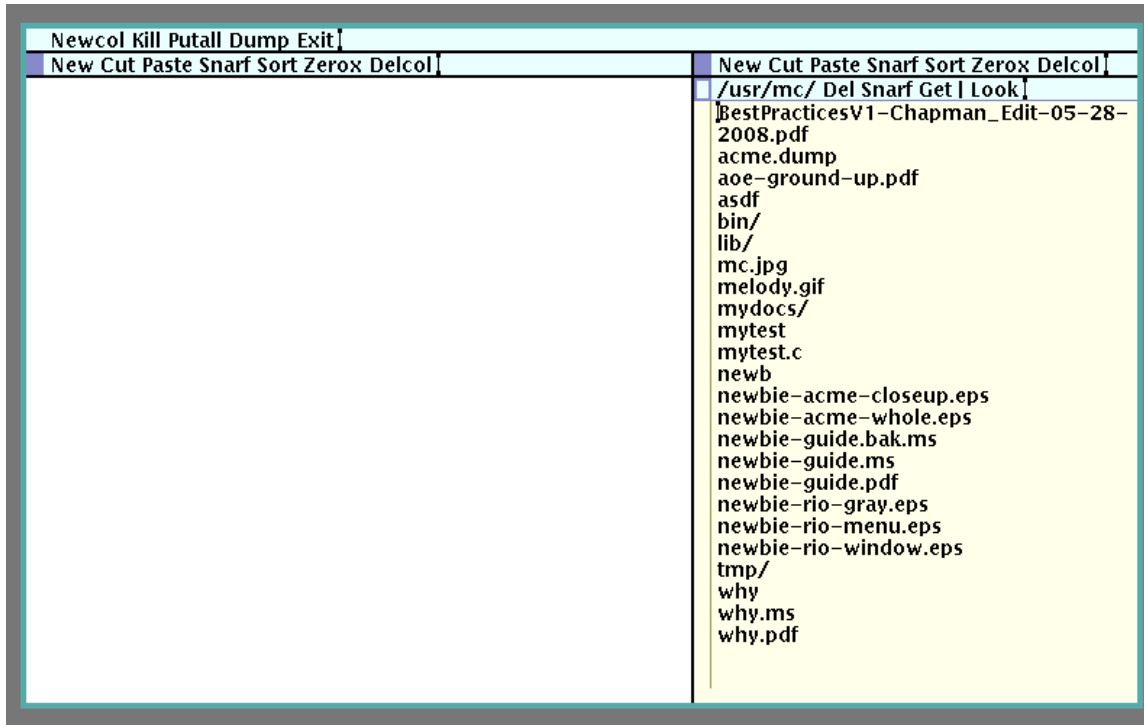 Newcol Kill Putall Dump Exit
New Cut Paste Snarf Sort Zerox Delcol
New Cut Paste Snarf Sort Zerox Delcol
/usr/mc/ Del Snarf Get | Look
BestPracticesV1-Chapman_Edit-05-28-
2008.pdf
acme.dump
aoe-ground-up.pdf
asdf
bin/
lib/
mc.jpg
melody.gif
mydocs/
mytest
mytest.c
newb
newbie-acme-closeup.eps
newbie-acme-whole.eps
newbie-guide.bak.ms
newbie-guide.ms
newbie-guide.pdf
newbie-rio-gray.eps
newbie-rio-menu.eps
newbie-rio-window.eps
tmp/
why
why.ms
why.pdf